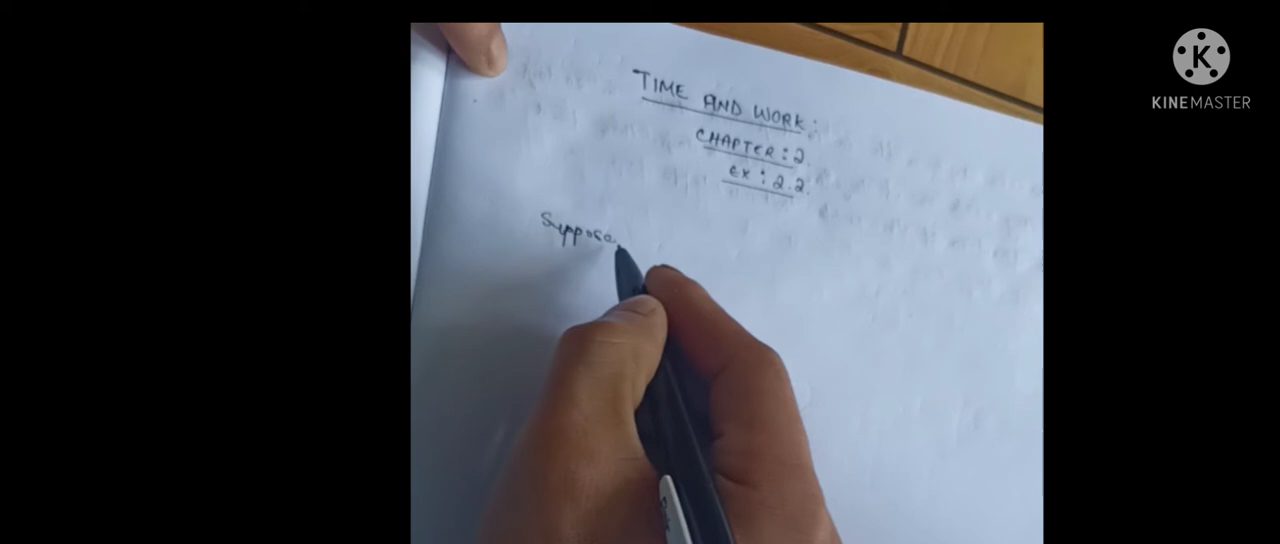 TIME AND WORK:
CHAPTER: 2.
EX: 2.2.
Suppose
K
KINEMASTER